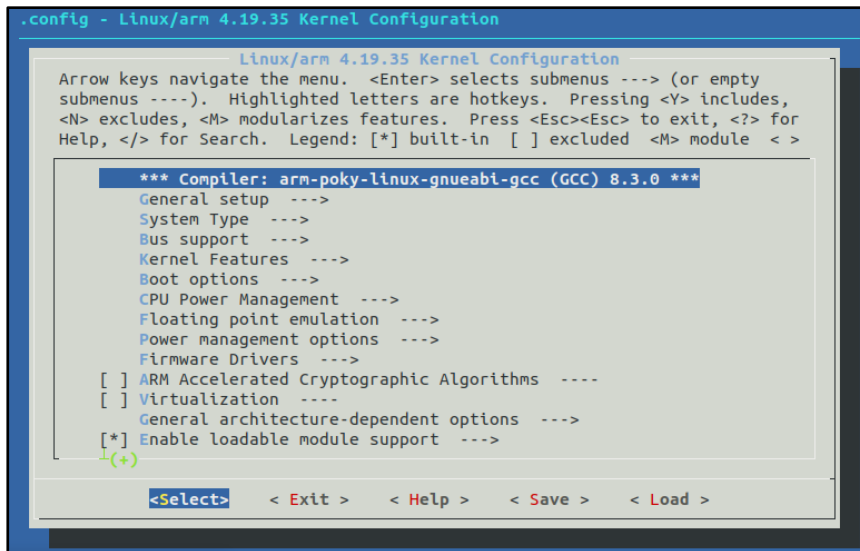 .config - Linux/arm 4.19.35 Kernel Configuration
Linux/arm 4.19.35 Kernel Configuration
Arrow keys navigate the menu.  <Enter> selects submenus ---> (or empty
submenus ----).  Highlighted letters are hotkeys.  Pressing <Y> includes,
<N> excludes, <M> modularizes features.  Press <Esc><Esc> to exit, <?> for
Help, </> for Search.  Legend: [*] built-in  [ ] excluded  <M> module  < >
*** Compiler: arm-poky-linux-gnueabi-gcc (GCC) 8.3.0 ***
General setup  --->
System Type  --->
Bus support  --->
Kernel Features  --->
Boot options  --->
CPU Power Management  --->
Floating point emulation  --->
Power management options  --->
Firmware Drivers  --->
[ ] ARM Accelerated Cryptographic Algorithms  ----
[ ] Virtualization  ----
General architecture-dependent options  --->
[*] Enable loadable module support  --->
┴(+)
<Select>    < Exit >    < Help >    < Save >    < Load >